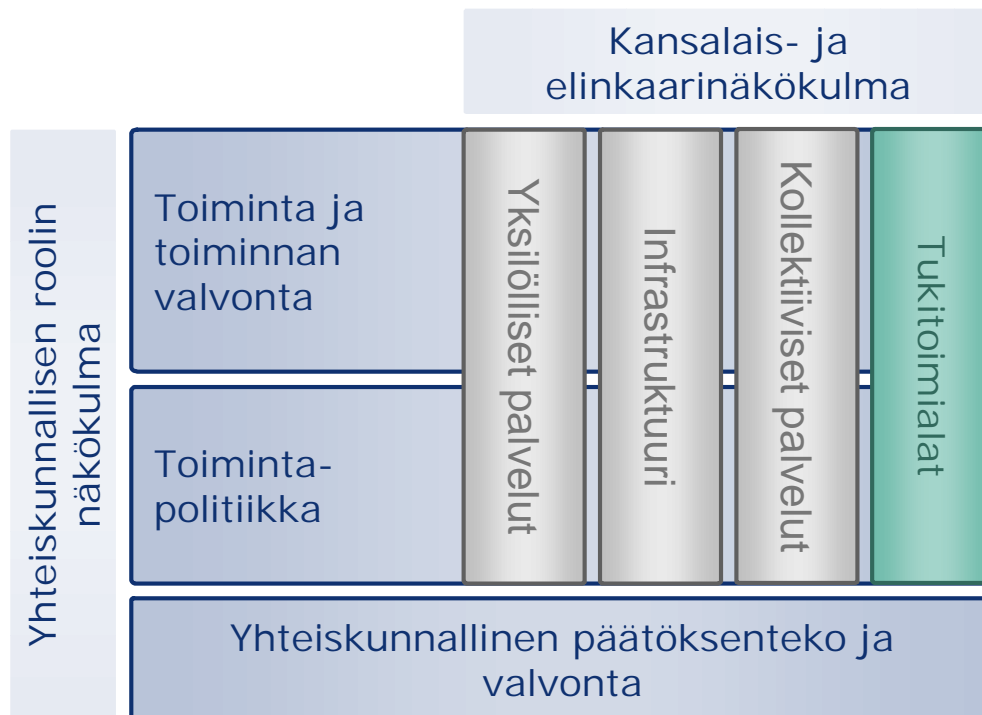 Kansalais- ja
elinkaarinäkökulma
Yhteiskunnallisen roolin
näkökulma
Toiminta ja
toiminnan
valvonta
Toiminta-
politiikka
Yksilölliset palvelut
Infrastruktuuri
Kollektiiviset palvelut
Tukitoimialat
Yhteiskunnallinen päätöksenteko ja
valvonta